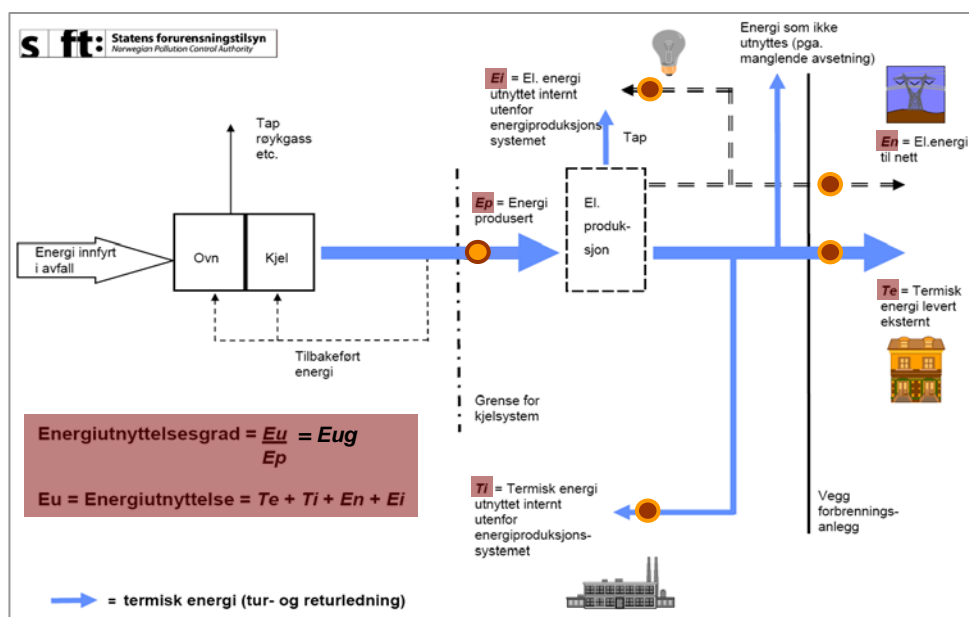 s ft: Statens forurensningstilsyn
Norwegian Pollution Control Authority
Energi som ikke
utnyttes (pga.
manglende avsetning)
Ei = El. energi
utnyttet internt
utenfor
energiproduksjons
systemet
Tap
Tap
røykgass
etc.
En = El.energi
til nett
Ep = Energi
produsert
El.
produk-
sjon
Energi innfyrt
i avfall
Ovn
Kjel
Te = Termisk
energi levert
eksternt
Tilbakeført
energi
Grense for
kjelsystem
Energiutnyttelsesgrad = Eu = Eug
Ep
Eu = Energiutnyttelse = Te + Ti + En + Ei
Ti = Termisk energi
utnyttet internt
utenfor
energiproduksjons-
systemet
Vegg
forbrennings-
anlegg
= termisk energi (tur- og returledning)